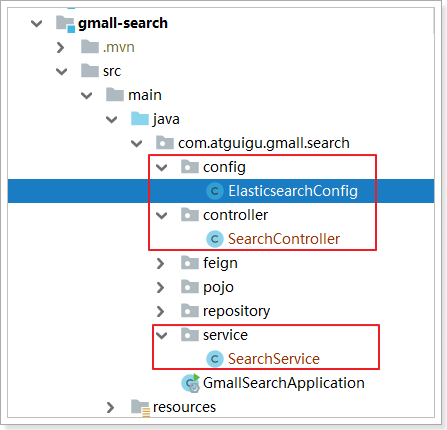 gmall-search
.mvn
src
main
java
com.atguigu.gmall.search
config
ElasticsearchConfig
controller
SearchController
feign
pojo
repository
service
SearchService
GmallSearchApplication
resources